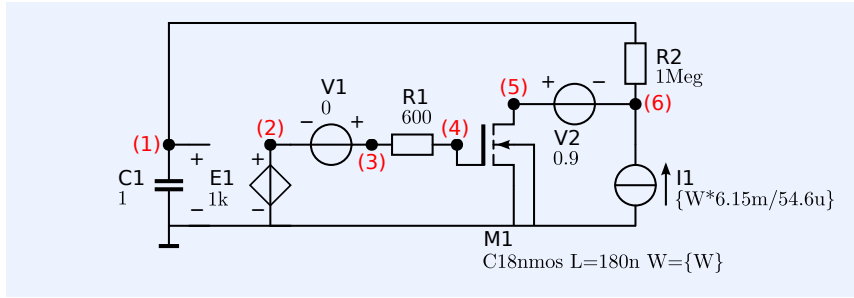 R2
1Meg
(5)
+
−
(6)
V1
0
R1
600
−
+
(2)
(4)
V2
0.9
(1)
+
+
(3)
C1
1
E1
1k
−
−
I1
{W*6.15m/54.6u}
M1
C18nmos L=180n W={W}